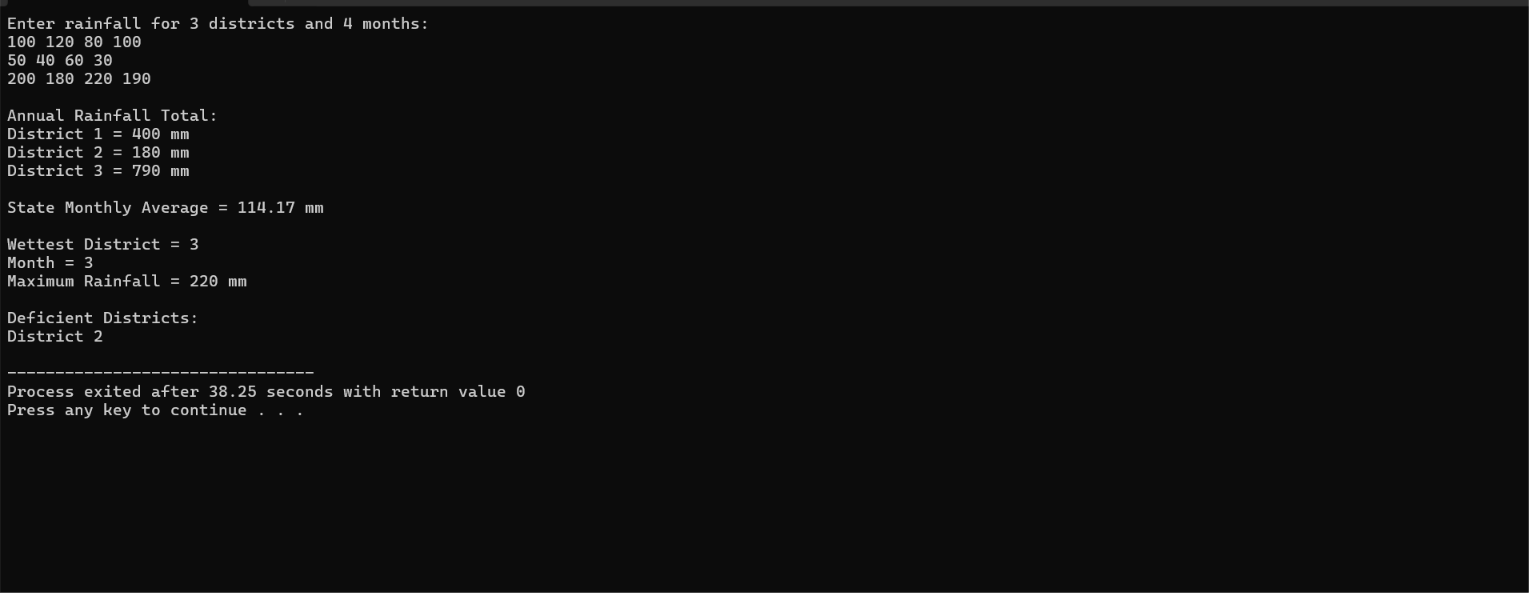 Enter rainfall for 3 districts and 4 months:
100 120 80 100
50 40 60 30
200 180 220 190
Annual Rainfall Total:
District 1 = 400 mm
District 2 = 180 mm
District 3 = 790 mm
State Monthly Average = 114.17 mm
Wettest District = 3
Month = 3
Maximum Rainfall = 220 mm
Deficient Districts:
District 2
--------------------------------
Process exited after 38.25 seconds with return value 0
Press any key to continue . . .